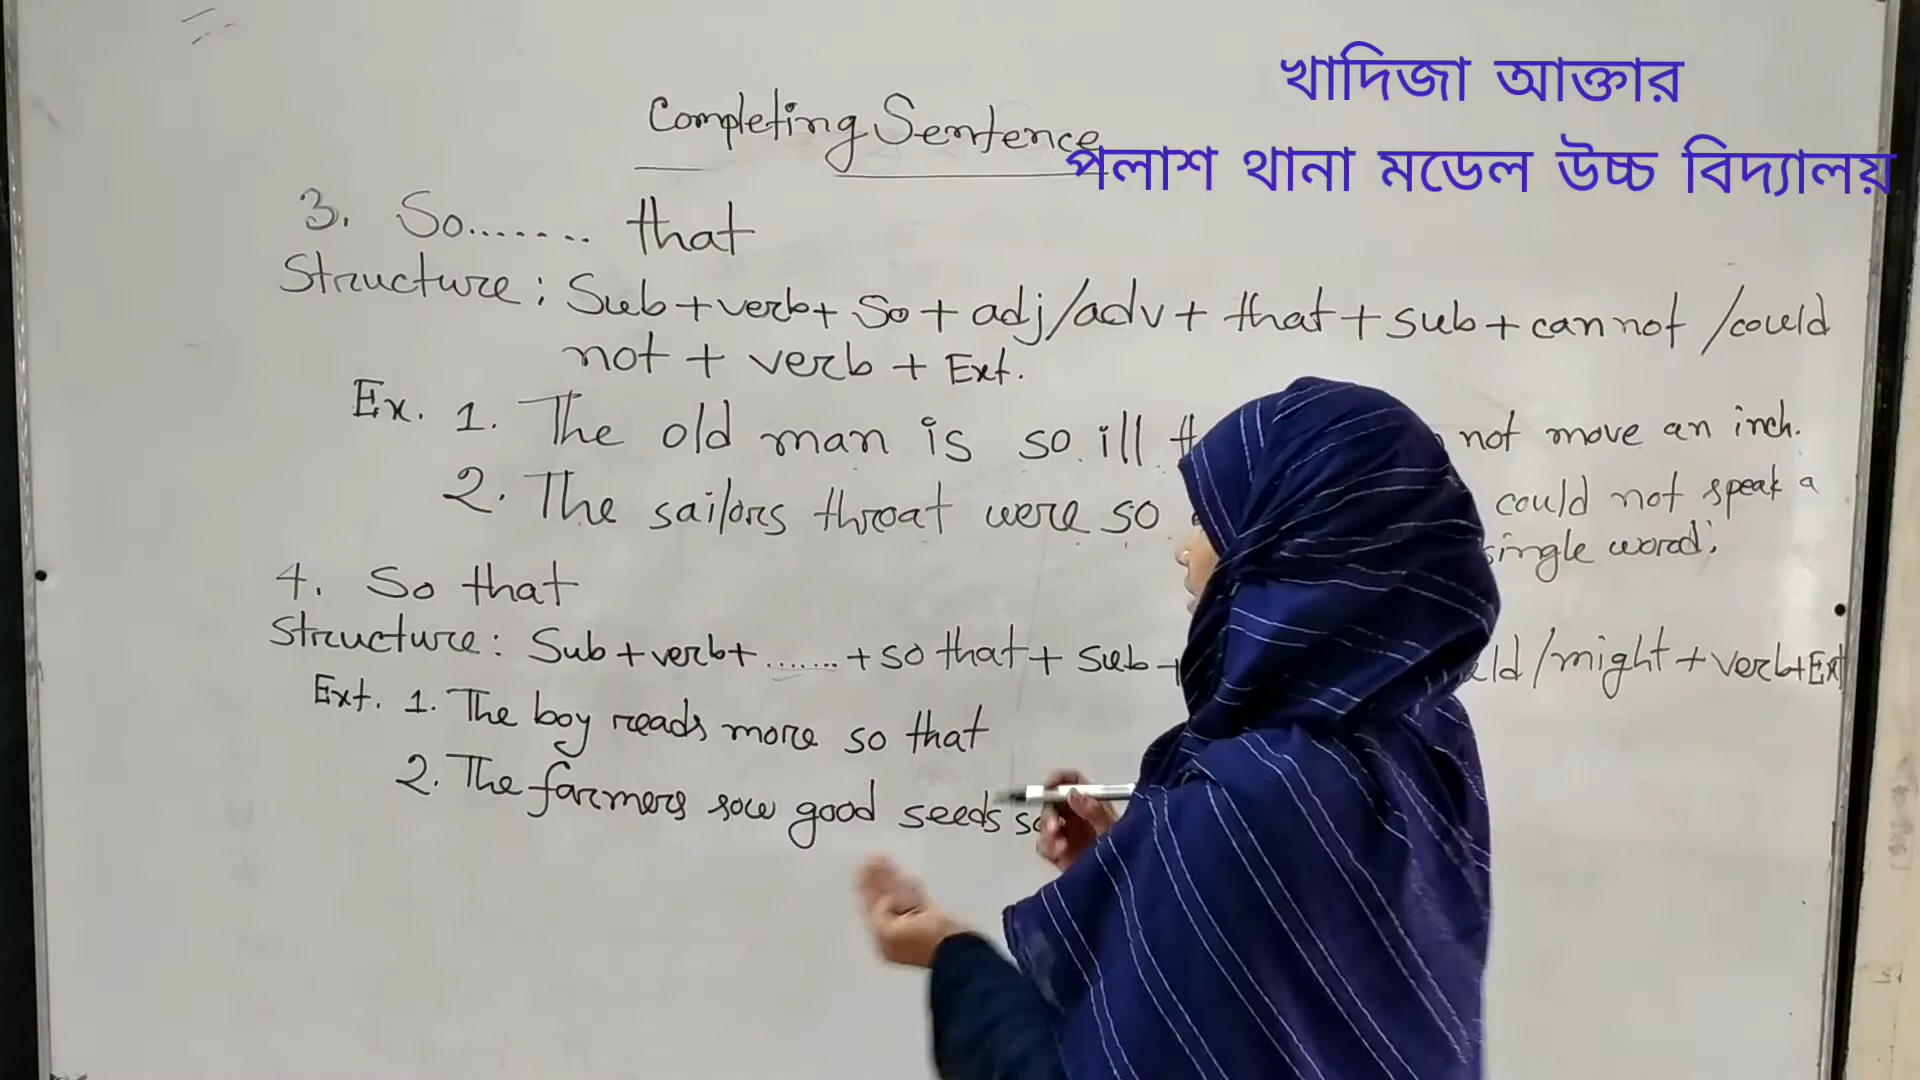 খাদিজা আক্তার
পলাশ থানা মডেল উচ্চ বিদ্যালয়
Completing Sentence
3. So....... that
Structure: Sub+verb+ So + adj/adv + that + sub + can not /could
not + verb + Ext.
Ex. 1. The old man is so ill not move an inch.
2. The sailors throat were so could not speak a
single word.
4. So that
Structure: Sub+verb+ ....... + so that + sub + /might + verb+Ext
Ext. 1. The boy reads more so that
2. The farmers sow good seeds